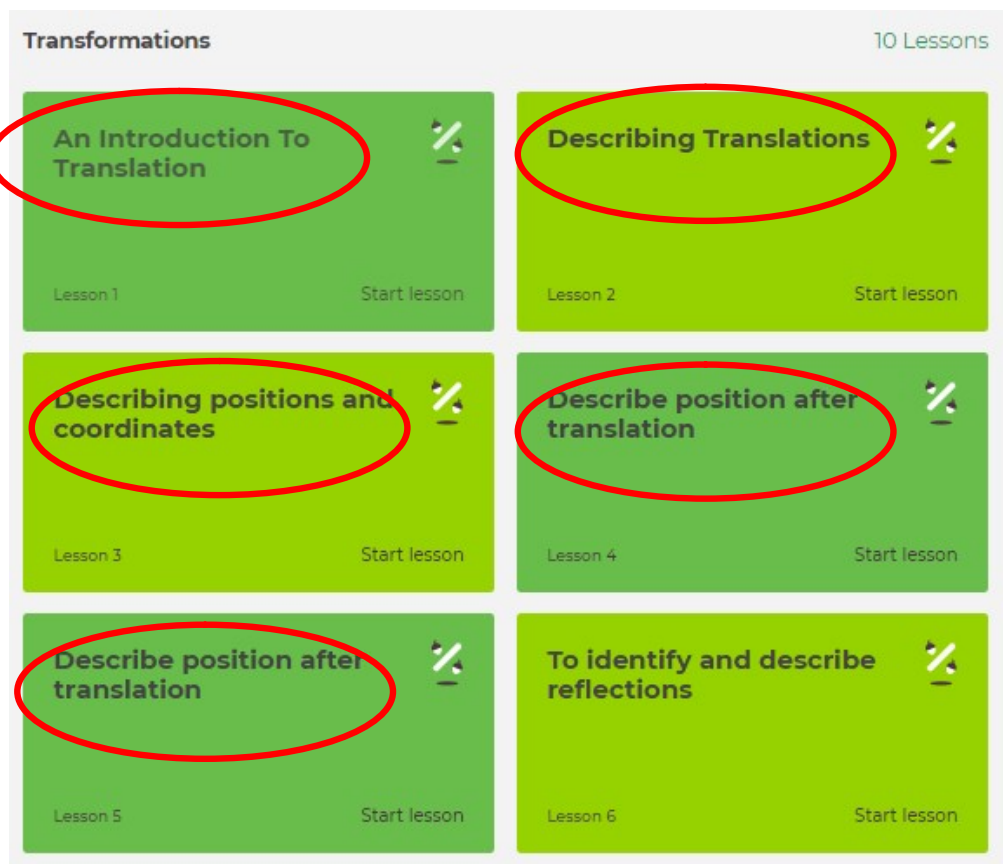 Transformations
10 Lessons
An Introduction To
Translation
Lesson 1
Start lesson
Describing Translations
Lesson 2
Start lesson
Describing positions and
coordinates
Lesson 3
Start lesson
Describe position after
translation
Lesson 4
Start lesson
Describe position after
translation
Lesson 5
Start lesson
To identify and describe
reflections
Lesson 6
Start lesson